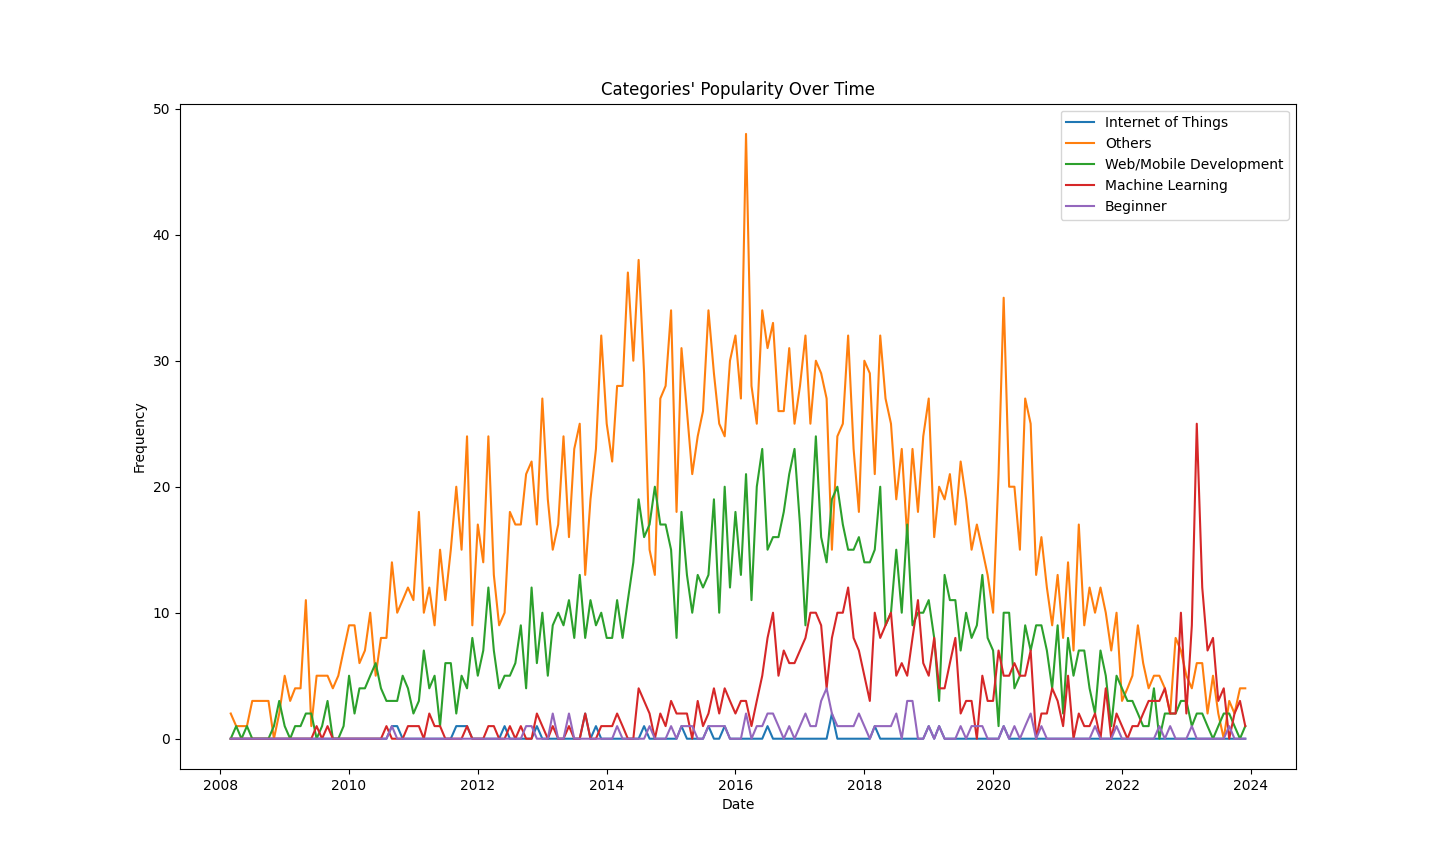 Categories' Popularity Over Time
50
40
30
20
10
0
Frequency
Internet of Things
Others
Web/Mobile Development
Machine Learning
Beginner
2008 2010 2012 2014 2016 2018 2020 2022 2024
Date